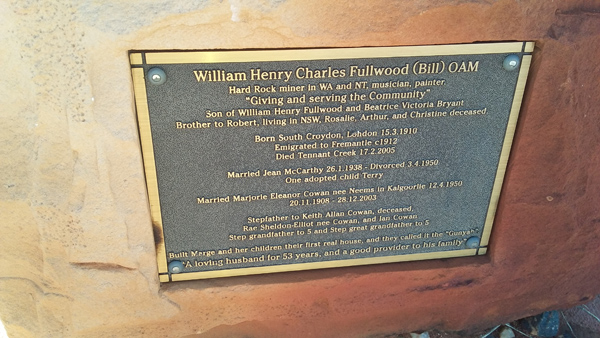 William Henry Charles Fullwood (Bill) OAM
Hard Rock miner in WA and NT, musician, painter.
"Giving and serving the Community"
Son of William Henry Fullwood and Beatrice Victoria Bryant
Brother to Robert, living in NSW, Rosalie, Arthur, and Christine deceased.
Born South Croydon, London 15.3.1910
Emigrated to Fremantle c1912
Died Tennant Creek 17.2.2005
Married Jean McCarthy 26.1.1938 - Divorced 3.4.1950
One adopted child Terry
Married Marjorie Eleanor Cowan nee Neems in Kalgoorlie 12.4.1950
20.11.1908 - 28.12.2003
Stepfather to Keith Allan Cowan, deceased,
Rae Sheldon-Elliot nee Cowan, and Ian Cowan
Step grandfather to 5 and Step great grandfather to 5
Built Marge and her children their first real house, and they called it the "Gunyah"
"A loving husband for 53 years, and a good provider to his family"